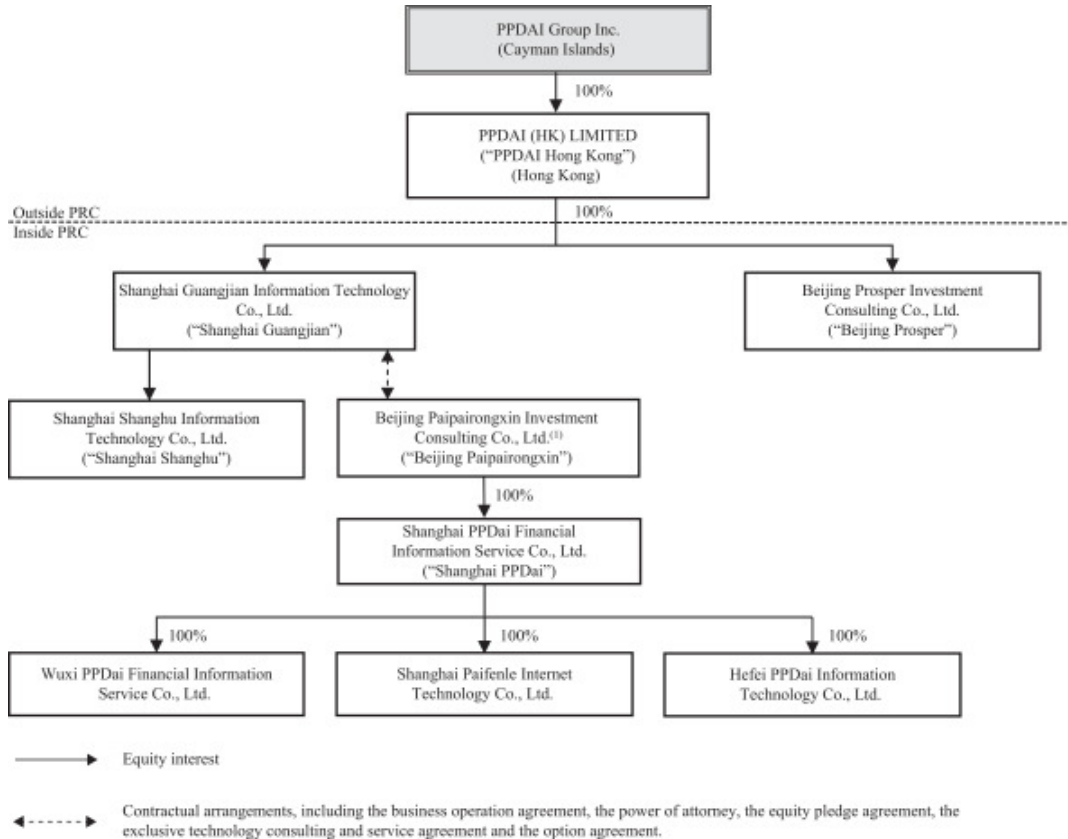 PPDAI Group Inc.
(Cayman Islands)
100%
PPDAI (HK) LIMITED
(“PPDAI Hong Kong”)
(Hong Kong)
Outside PRC
100%
Inside PRC
Shanghai Guangjian Information Technology
Co., Ltd.
(“Shanghai Guangjian”)
Beijing Prosper Investment
Consulting Co., Ltd.
(“Beijing Prosper”)
Shanghai Shanghu Information
Technology Co., Ltd.
(“Shanghai Shanghu”)
Beijing Paipairongxin Investment
Consulting Co., Ltd.(1)
(“Beijing Paipairongxin”)
100%
Shanghai PPDai Financial
Information Service Co., Ltd.
(“Shanghai PPDai”)
100%
100%
100%
Wuxi PPDai Financial Information
Service Co., Ltd.
Shanghai Paifenle Internet
Technology Co., Ltd.
Hefei PPDai Information
Technology Co., Ltd.
Equity interest
Contractual arrangements, including the business operation agreement, the power of attorney, the equity pledge agreement, the
exclusive technology consulting and service agreement and the option agreement.